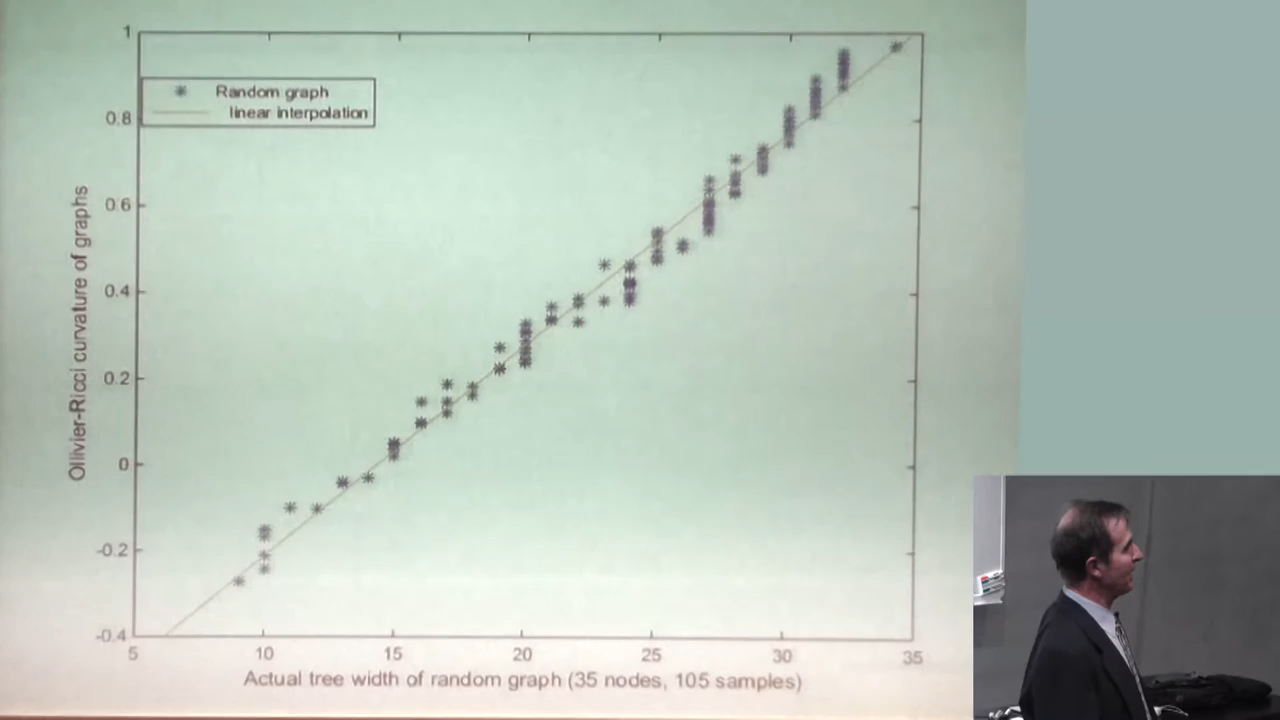 1
Random graph
linear interpolation
0.8
0.6
0.4
0.2
0
-0.2
-0.4
Ollivier-Ricci curvature of graphs
5 10 15 20 25 30 35
Actual tree width of random graph (35 nodes, 105 samples)